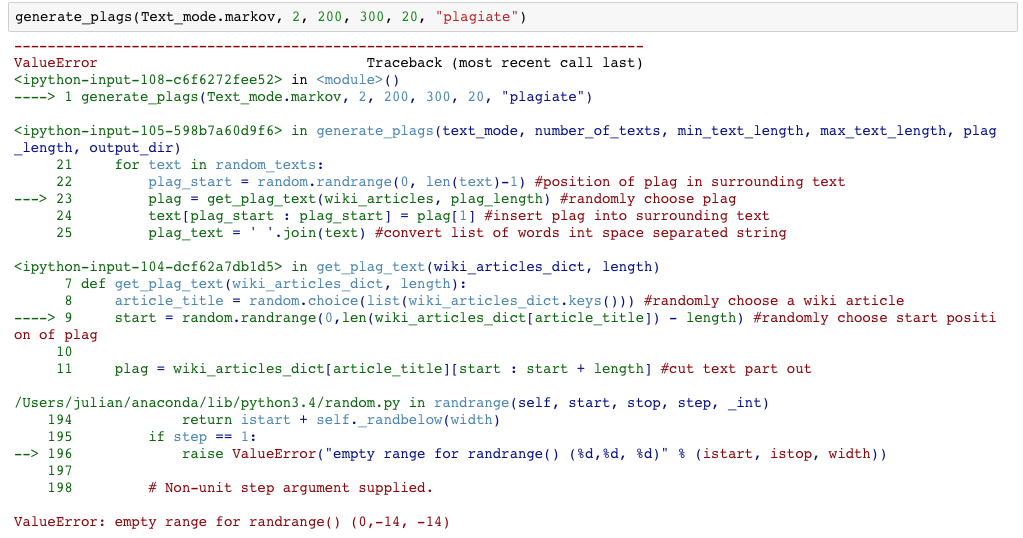 generate_plags(Text_mode.markov, 2, 200, 300, 20, "plagiate")
---------------------------------------------------------------------------
ValueError                                Traceback (most recent call last)
<ipython-input-108-c6f6272fee52> in <module>()
----> 1 generate_plags(Text_mode.markov, 2, 200, 300, 20, "plagiate")

<ipython-input-105-598b7a60d9f6> in generate_plags(text_mode, number_of_texts, min_text_length, max_text_length, plag
_length, output_dir)
     21     for text in random_texts:
     22         plag_start = random.randrange(0, len(text)-1) #position of plag in surrounding text
---> 23         plag = get_plag_text(wiki_articles, plag_length) #randomly choose plag
     24         text[plag_start : plag_start] = plag[1] #insert plag into surrounding text
     25         plag_text = ' '.join(text) #convert list of words int space separated string

<ipython-input-104-dcf62a7db1d5> in get_plag_text(wiki_articles_dict, length)
      7 def get_plag_text(wiki_articles_dict, length):
      8     article_title = random.choice(list(wiki_articles_dict.keys())) #randomly choose a wiki article
----> 9     start = random.randrange(0,len(wiki_articles_dict[article_title]) - length) #randomly choose start positi
on of plag
     10
     11     plag = wiki_articles_dict[article_title][start : start + length] #cut text part out

/Users/julian/anaconda/lib/python3.4/random.py in randrange(self, start, stop, step, _int)
    194             return istart + self._randbelow(width)
    195         if step == 1:
--> 196             raise ValueError("empty range for randrange() (%d,%d, %d)" % (istart, istop, width))
    197
    198         # Non-unit step argument supplied.

ValueError: empty range for randrange() (0,-14, -14)